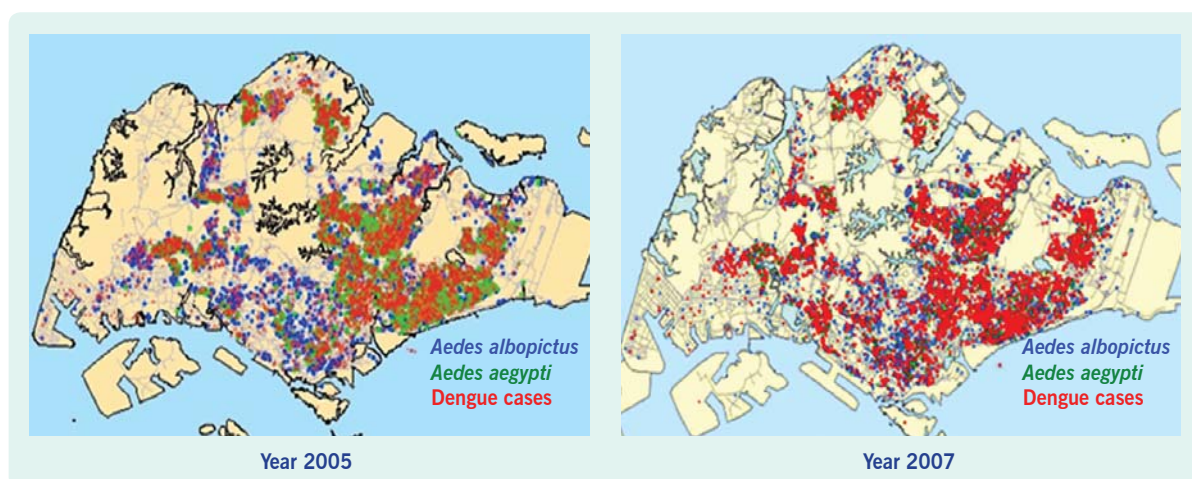 Aedes albopictus
Aedes aegypti
Dengue cases
Aedes albopictus
Aedes aegypti
Dengue cases
Year 2005
Year 2007